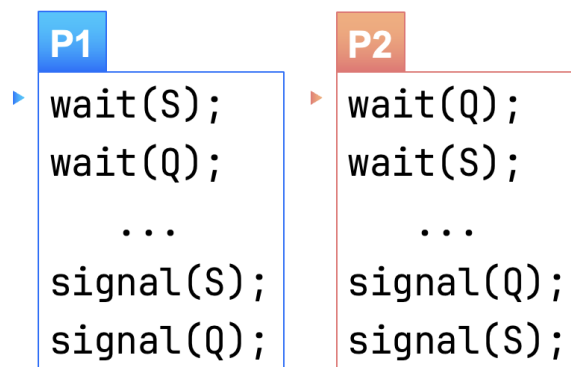 P1
wait(S);
wait(Q);
...
signal(S);
signal(Q);
P2
wait(Q);
wait(S);
...
signal(Q);
signal(S);